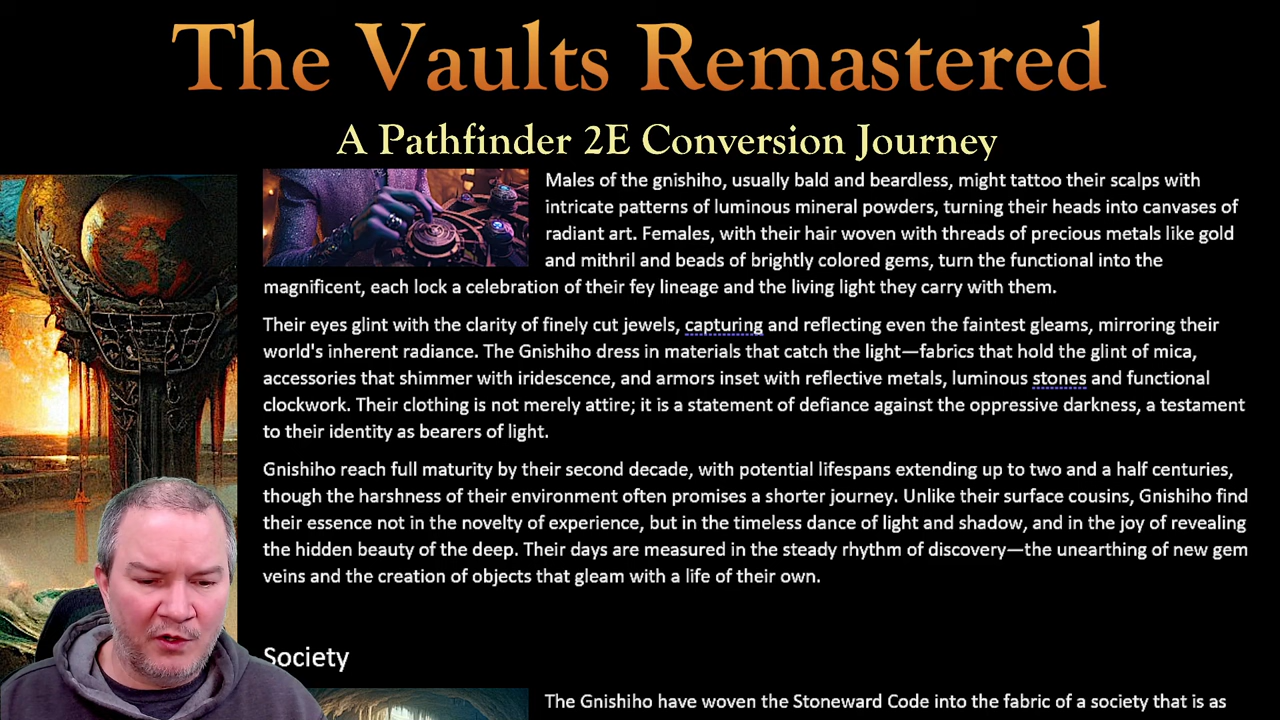 The Vaults Remastered
A Pathfinder 2E Conversion Journey
Males of the gnishiho, usually bald and beardless, might tattoo their scalps with
intricate patterns of luminous mineral powders, turning their heads into canvases of
radiant art. Females, with their hair woven with threads of precious metals like gold
and mithril and beads of brightly colored gems, turn the functional into the
magnificent, each lock a celebration of their fey lineage and the living light they carry with them.
Their eyes glint with the clarity of finely cut jewels, capturing and reflecting even the faintest gleams, mirroring their
world's inherent radiance. The Gnishiho dress in materials that catch the light—fabrics that hold the glint of mica,
accessories that shimmer with iridescence, and armors inset with reflective metals, luminous stones and functional
clockwork. Their clothing is not merely attire; it is a statement of defiance against the oppressive darkness, a testament
to their identity as bearers of light.
Gnishiho reach full maturity by their second decade, with potential lifespans extending up to two and a half centuries,
though the harshness of their environment often promises a shorter journey. Unlike their surface cousins, Gnishiho find
their essence not in the novelty of experience, but in the timeless dance of light and shadow, and in the joy of revealing
the hidden beauty of the deep. Their days are measured in the steady rhythm of discovery—the unearthing of new gem
veins and the creation of objects that gleam with a life of their own.
Society
The Gnishiho have woven the Stoneward Code into the fabric of a society that is as